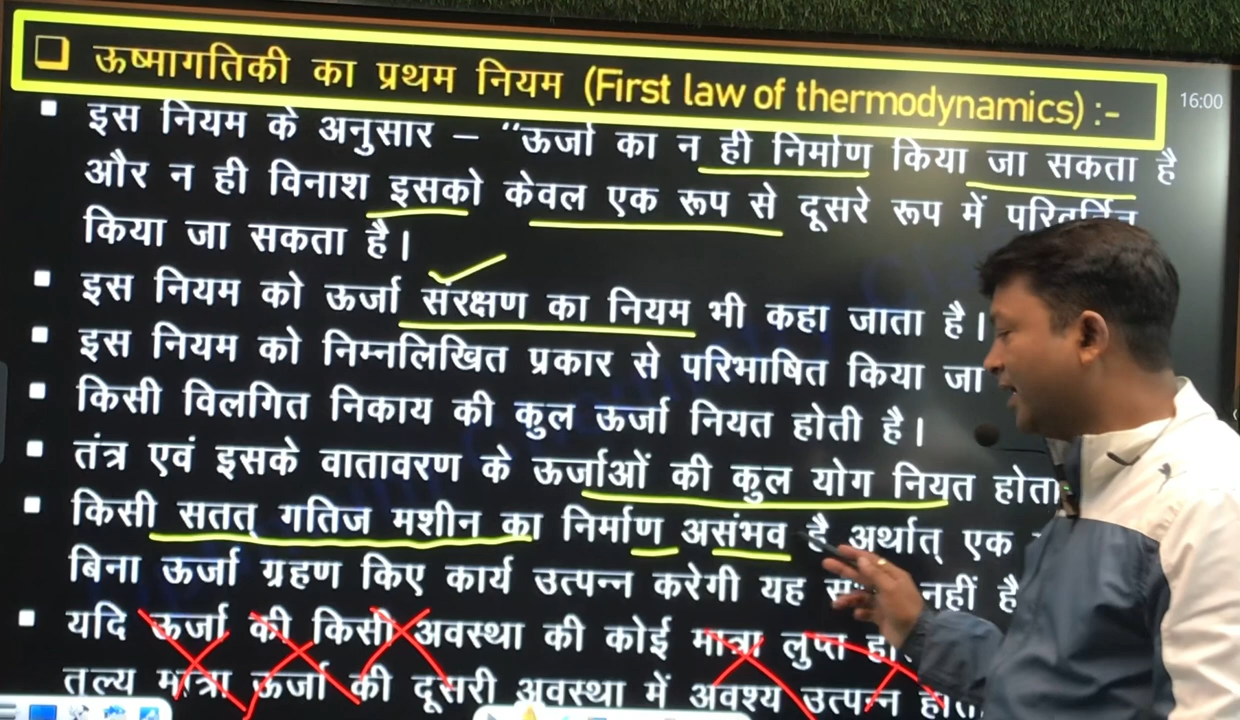 ❑ ऊष्मागतिकी का प्रथम नियम (First law of thermodynamics) :-
16:00
▪ इस नियम के अनुसार – "ऊर्जा का न ही निर्माण किया जा सकता है
और न ही विनाश इसको केवल एक रूप से दूसरे रूप में परिवर्तित
किया जा सकता है।
▪ इस नियम को ऊर्जा संरक्षण का नियम भी कहा जाता है।
▪ इस नियम को निम्नलिखित प्रकार से परिभाषित किया जा
▪ किसी विलगित निकाय की कुल ऊर्जा नियत होती है।
▪ तंत्र एवं इसके वातावरण के ऊर्जाओं की कुल योग नियत होता
▪ किसी सतत् गतिज मशीन का निर्माण असंभव है अर्थात् एक
बिना ऊर्जा ग्रहण किए कार्य उत्पन्न करेगी यह नहीं है
▪ यदि ऊर्जा की किसी अवस्था की कोई मात्रा लुप्त
तुल्य मात्रा ऊर्जा की दूसरी अवस्था में अवश्य उत्पन्न